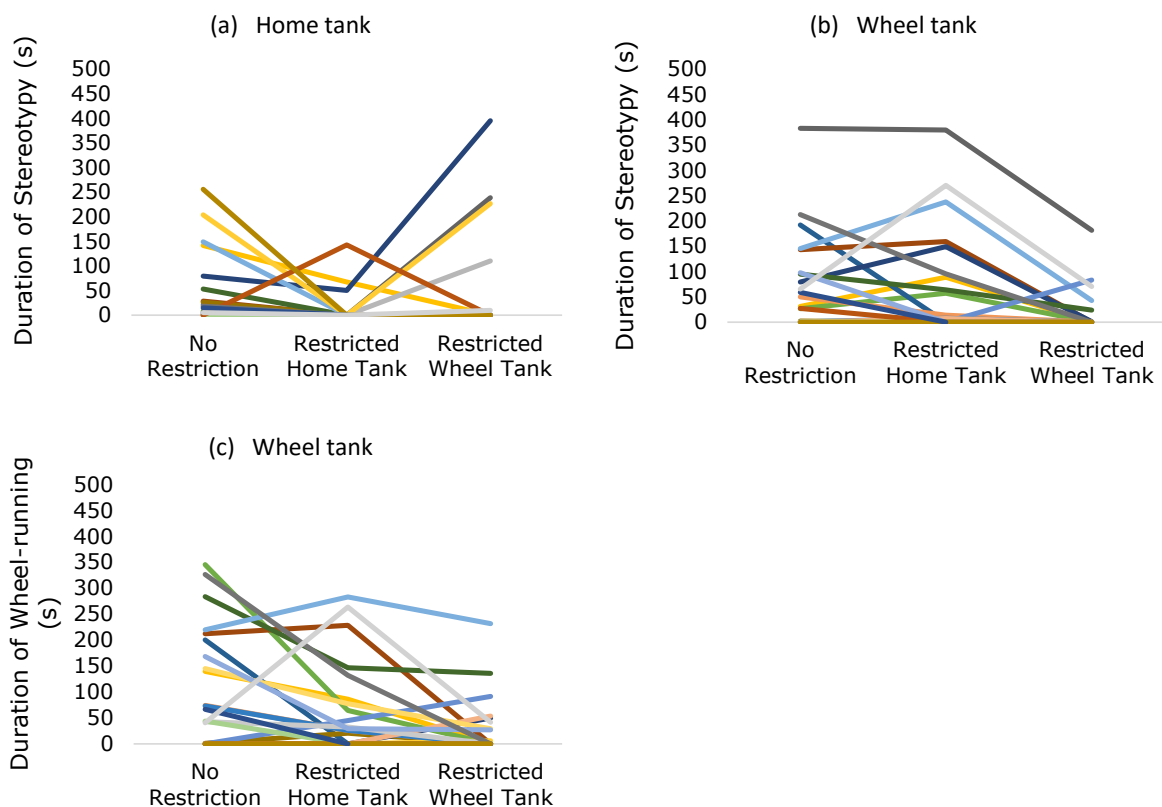 (a) Home tank
Duration of Stereotypy (s)
500
450
400
350
300
250
200
150
100
50
0
No
Restriction
Restricted
Home Tank
Restricted
Wheel Tank
(b) Wheel tank
Duration of Stereotypy (s)
500
450
400
350
300
250
200
150
100
50
0
No
Restriction
Restricted
Home Tank
Restricted
Wheel Tank
(c) Wheel tank
Duration of Wheel-running
(s)
500
450
400
350
300
250
200
150
100
50
0
No
Restriction
Restricted
Home Tank
Restricted
Wheel Tank